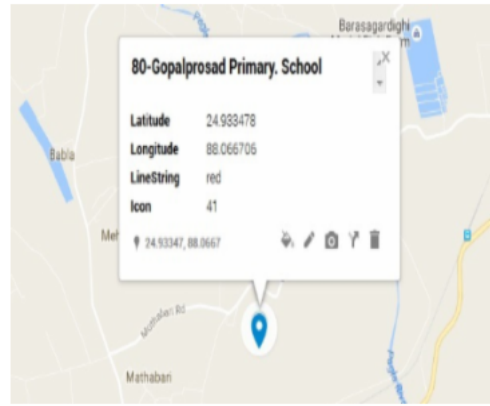 Barasagardighi
80-Gopalprosad Primary. School
Latitude 24.933478
Longitude 88.066706
LineString red
Icon 41
24.93347, 88.0667
Babla
Mathabari